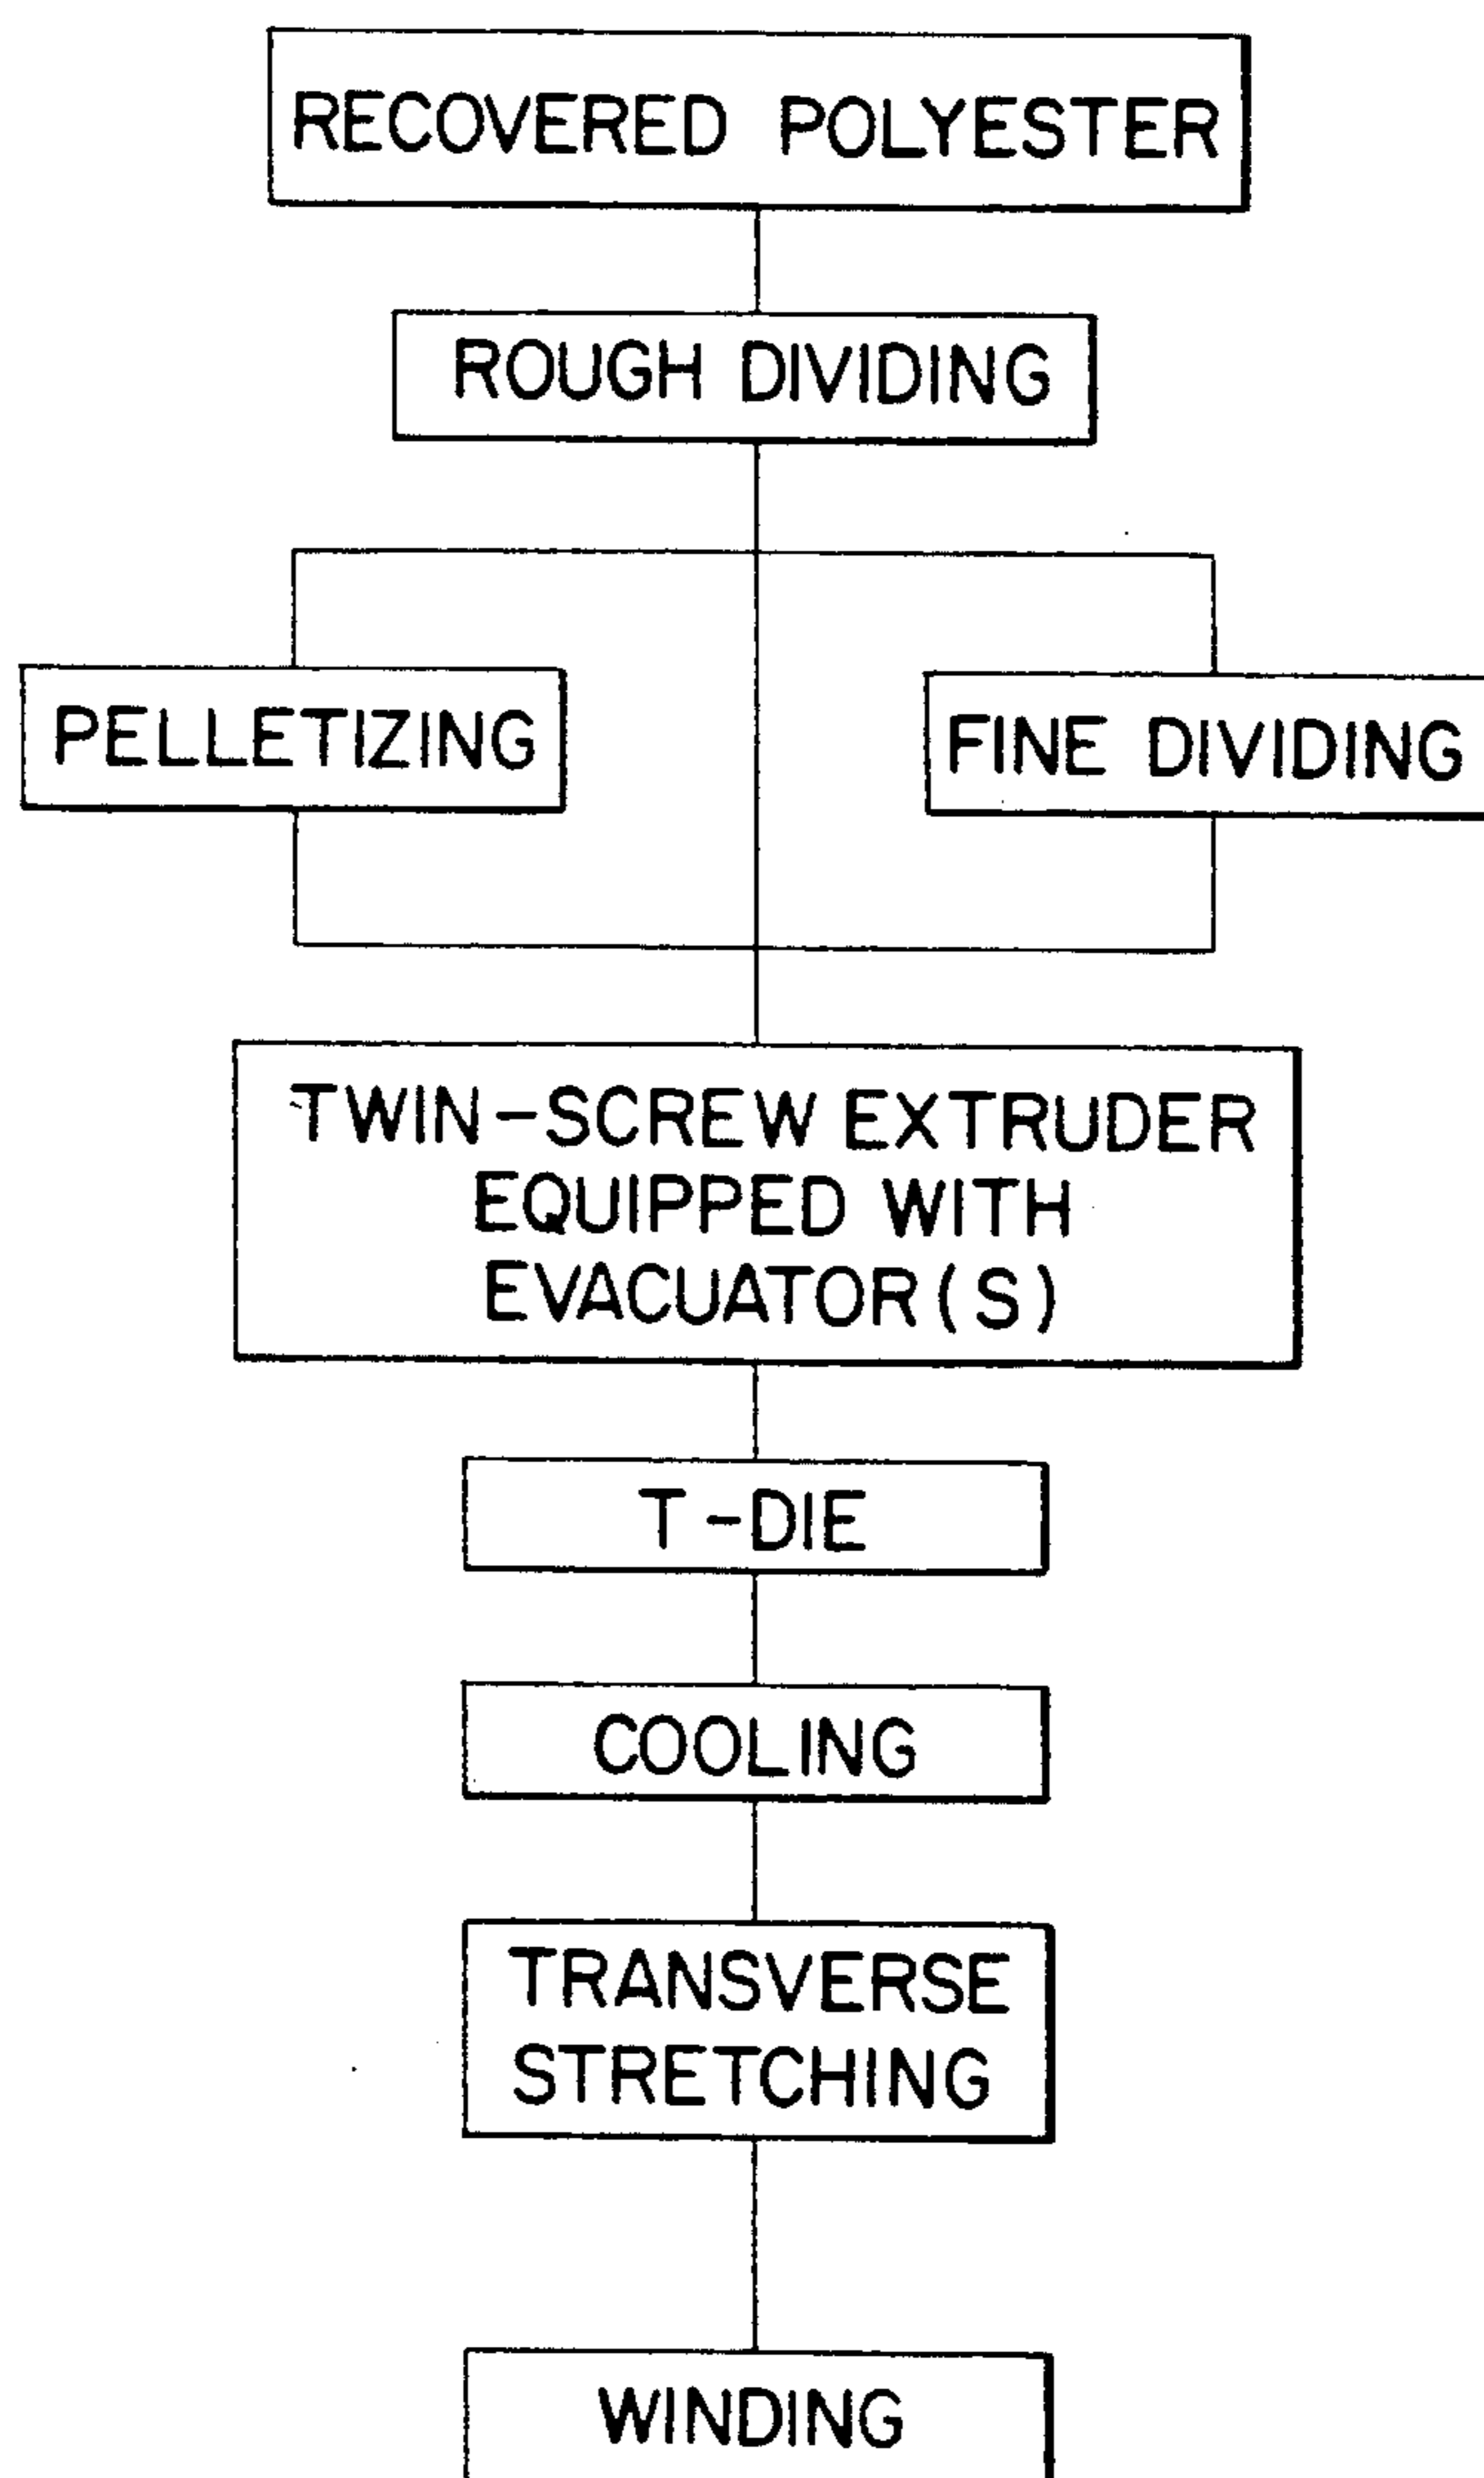 RECOVERED POLYESTER
ROUGH DIVIDING
PELLETIZING
FINE DIVIDING
TWIN-SCREW EXTRUDER
EQUIPPED WITH
EVACUATOR(S)
T-DIE
COOLING
TRANSVERSE
STRETCHING
WINDING